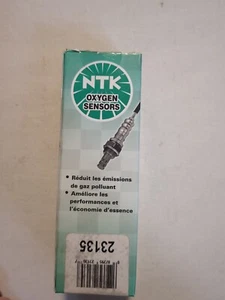 NTK
OXYGEN
SENSORS
• Réduit les émissions
de gaz polluant
• Améliore les
performances et
l'économie d'essence
23135